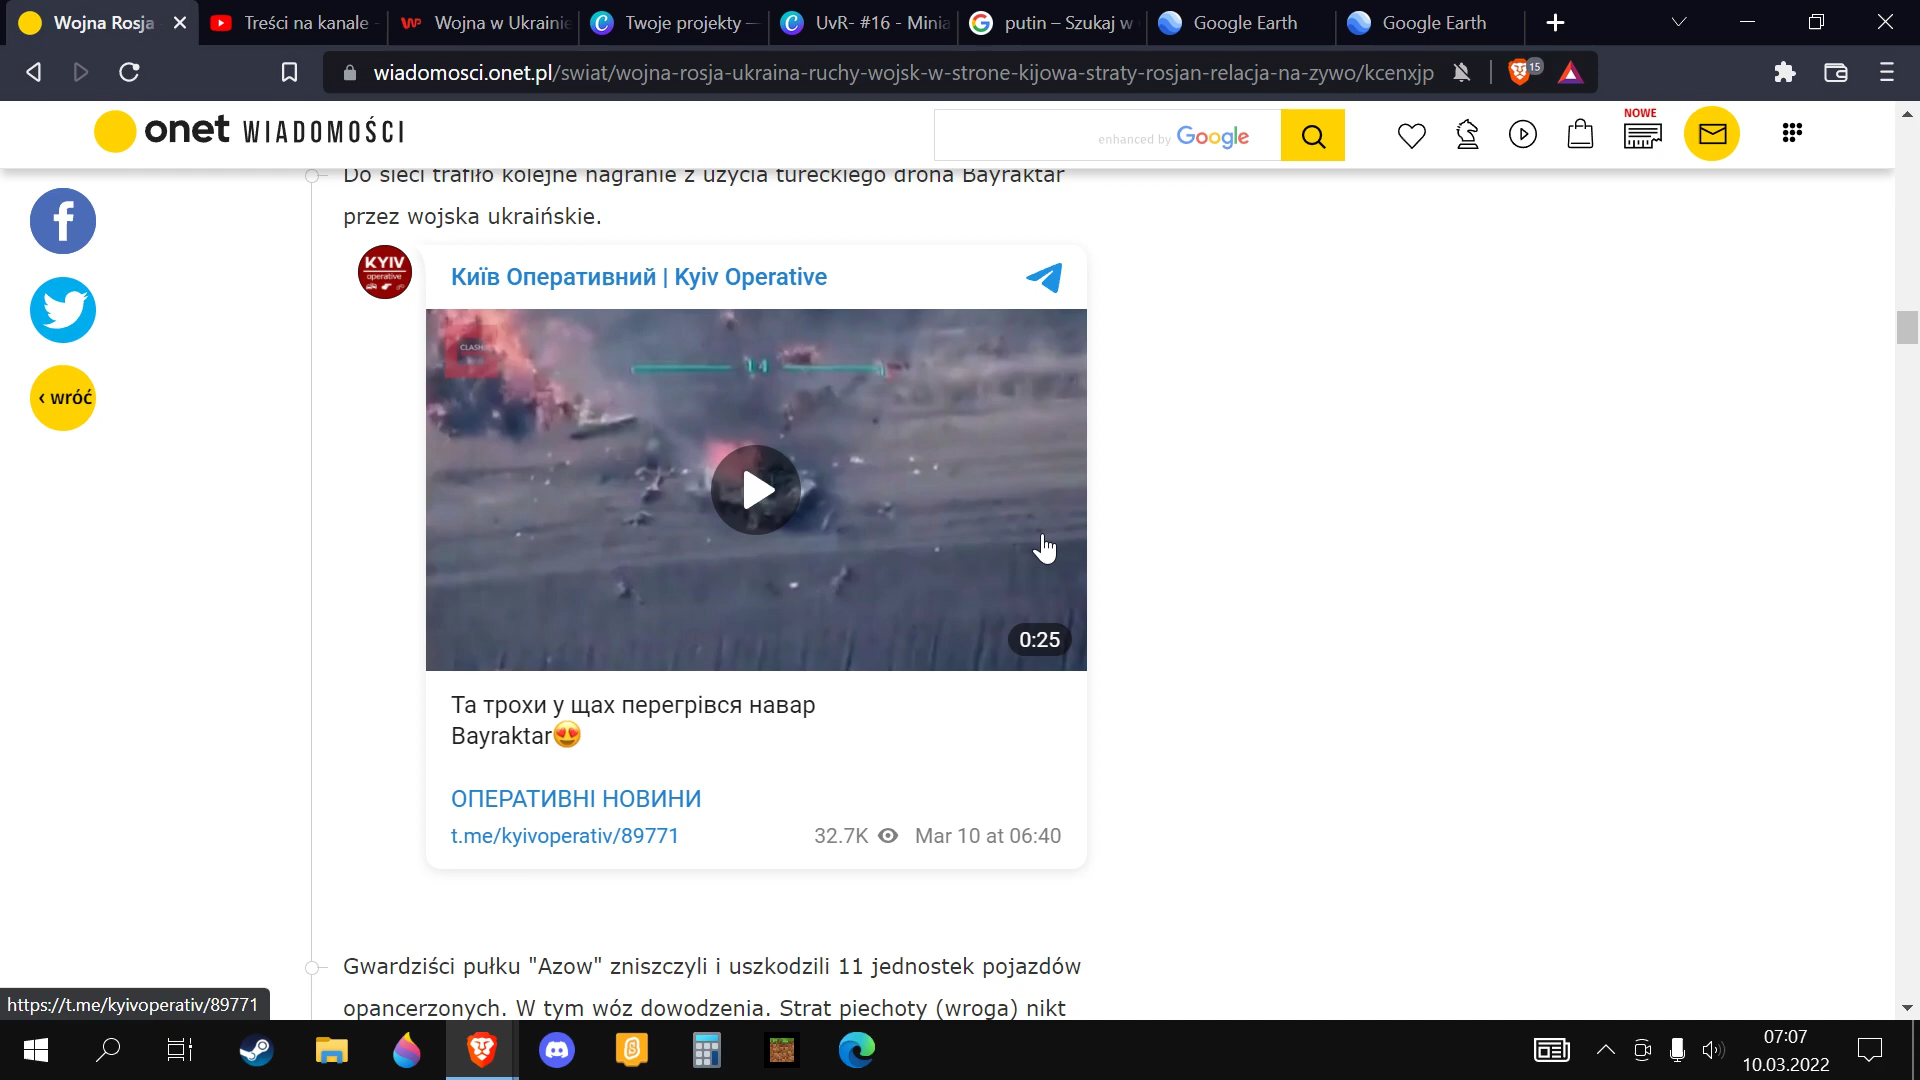 Wojna Rosja
Treści na kanale -
Wojna w Ukrainie
Twoje projekty —
UvR- #16 - Minia
putin – Szukaj w
Google Earth
Google Earth
wiadomosci.onet.pl/swiat/wojna-rosja-ukraina-ruchy-wojsk-w-strone-kijowa-straty-rosjan-relacja-na-zywo/kcenxjp
15
onet WIADOMOŚCI
enhanced by Google
NOWE
Do sieci trafiło kolejne nagranie z użycia tureckiego drona Bayraktar
przez wojska ukraińskie.
‹ wróć
KYIV
operative
Київ Оперативний | Kyiv Operative
CLASH
14
0:25
Та трохи у щах перегрівся навар
Bayraktar😍
ОПЕРАТИВНІ НОВИНИ
t.me/kyivoperativ/89771
32.7K Mar 10 at 06:40
Gwardziści pułku "Azow" zniszczyli i uszkodzili 11 jednostek pojazdów
opancerzonych. W tym wóz dowodzenia. Strat piechoty (wroga) nikt
https://t.me/kyivoperativ/89771
07:07
10.03.2022